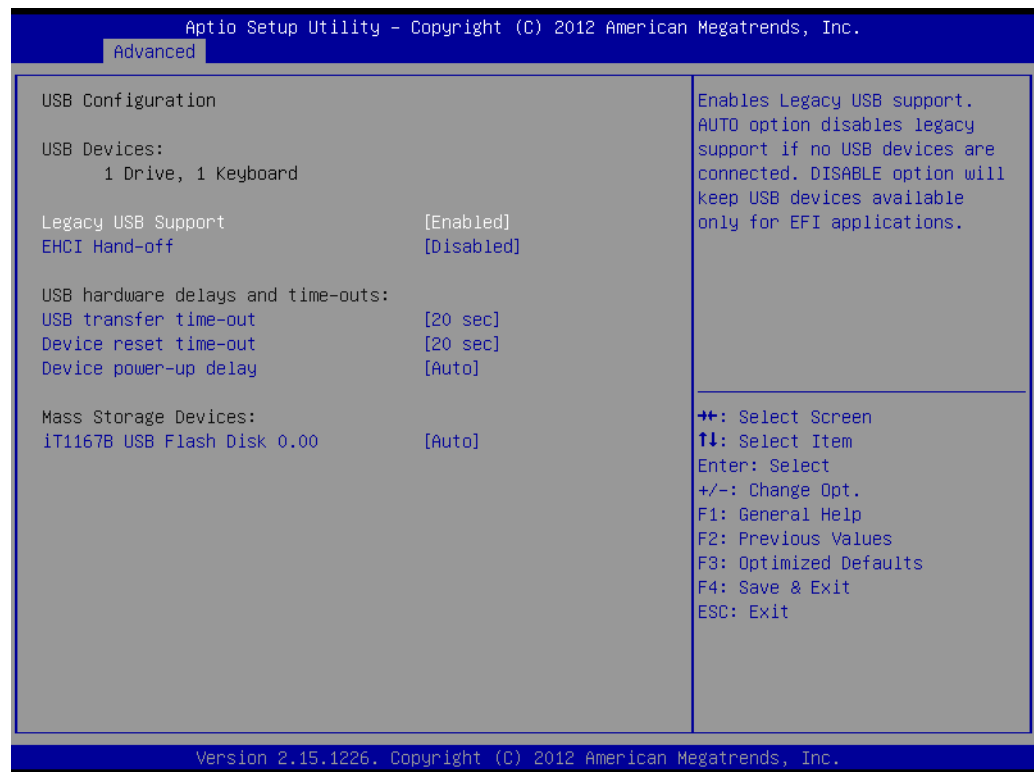 Aptio Setup Utility – Copyright (C) 2012 American Megatrends, Inc.
Advanced
USB Configuration
USB Devices:
1 Drive, 1 Keyboard
Legacy USB Support [Enabled]
EHCI Hand-off [Disabled]
USB hardware delays and time-outs:
USB transfer time-out [20 sec]
Device reset time-out [20 sec]
Device power-up delay [Auto]
Mass Storage Devices:
iT1167B USB Flash Disk 0.00 [Auto]
Enables Legacy USB support.
AUTO option disables legacy
support if no USB devices are
connected. DISABLE option will
keep USB devices available
only for EFI applications.
→←: Select Screen
↑↓: Select Item
Enter: Select
+/-: Change Opt.
F1: General Help
F2: Previous Values
F3: Optimized Defaults
F4: Save & Exit
ESC: Exit
Version 2.15.1226. Copyright (C) 2012 American Megatrends, Inc.